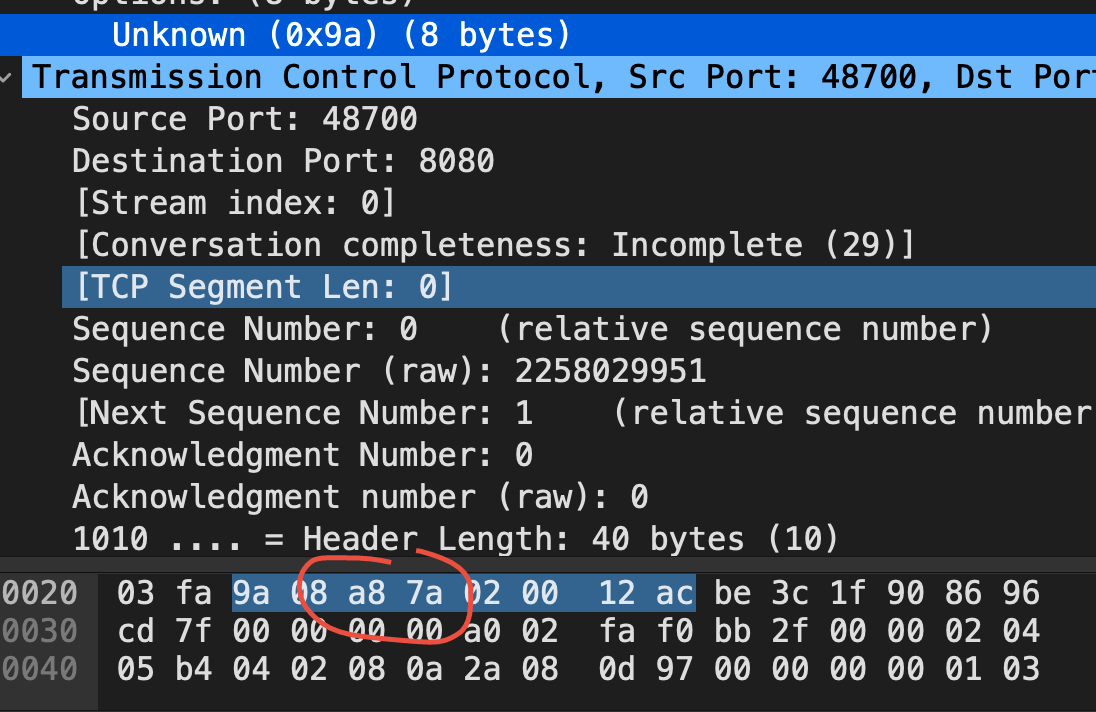 Options: (8 bytes)
Unknown (0x9a) (8 bytes)
Transmission Control Protocol, Src Port: 48700, Dst Por
Source Port: 48700
Destination Port: 8080
[Stream index: 0]
[Conversation completeness: Incomplete (29)]
[TCP Segment Len: 0]
Sequence Number: 0    (relative sequence number)
Sequence Number (raw): 2258029951
[Next Sequence Number: 1    (relative sequence number
Acknowledgment Number: 0
Acknowledgment number (raw): 0
1010 .... = Header Length: 40 bytes (10)
0020 03 fa 9a 08 a8 7a 02 00 12 ac be 3c 1f 90 86 96
0030 cd 7f 00 00 00 00 a0 02 fa f0 bb 2f 00 00 02 04
0040 05 b4 04 02 08 0a 2a 08 0d 97 00 00 00 00 01 03